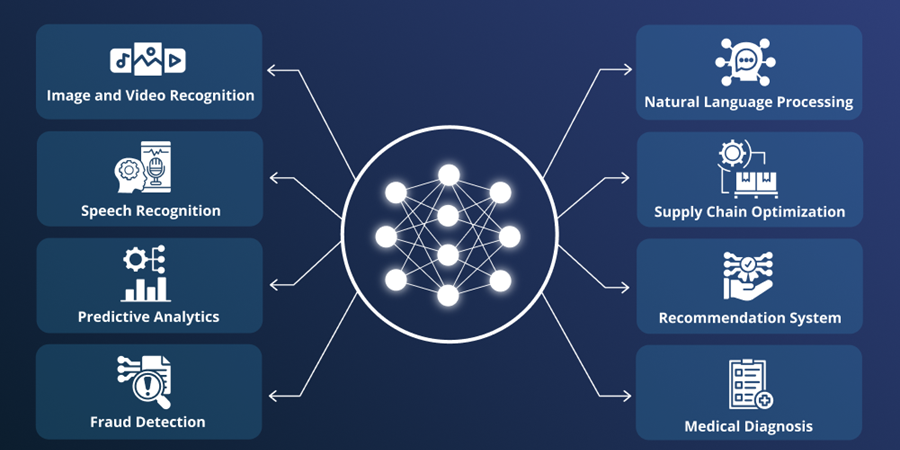 Image and Video Recognition
Natural Language Processing
Speech Recognition
Supply Chain Optimization
Predictive Analytics
Recommendation System
Fraud Detection
Medical Diagnosis